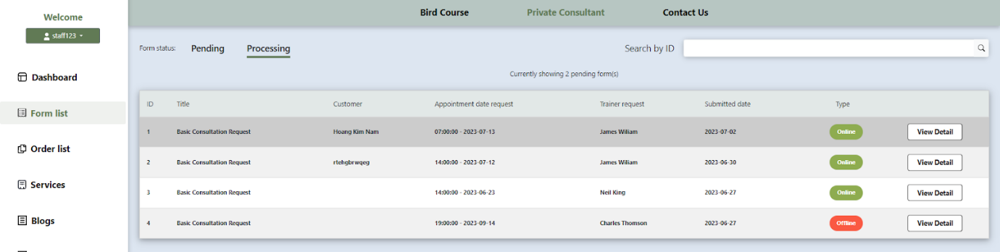 Welcome
staff123
Dashboard
Form list
Order list
Services
Blogs
Bird Course Private Consultant Contact Us
Form status: Pending Processing Search by ID
Currently showing 2 pending form(s)
ID Title Customer Appointment date request Trainer request Submitted date Type
1 Basic Consultation Request Hoang Kim Nam 07:00:00 - 2023-07-13 James Wiliam 2023-07-02 Online View Detail
2 Basic Consultation Request rtehgbrwqeg 14:00:00 - 2023-07-12 James Wiliam 2023-06-30 Online View Detail
3 Basic Consultation Request 14:00:00 - 2023-06-23 Neil King 2023-06-27 Online View Detail
4 Basic Consultation Request 19:00:00 - 2023-09-14 Charles Thomson 2023-06-27 Offline View Detail